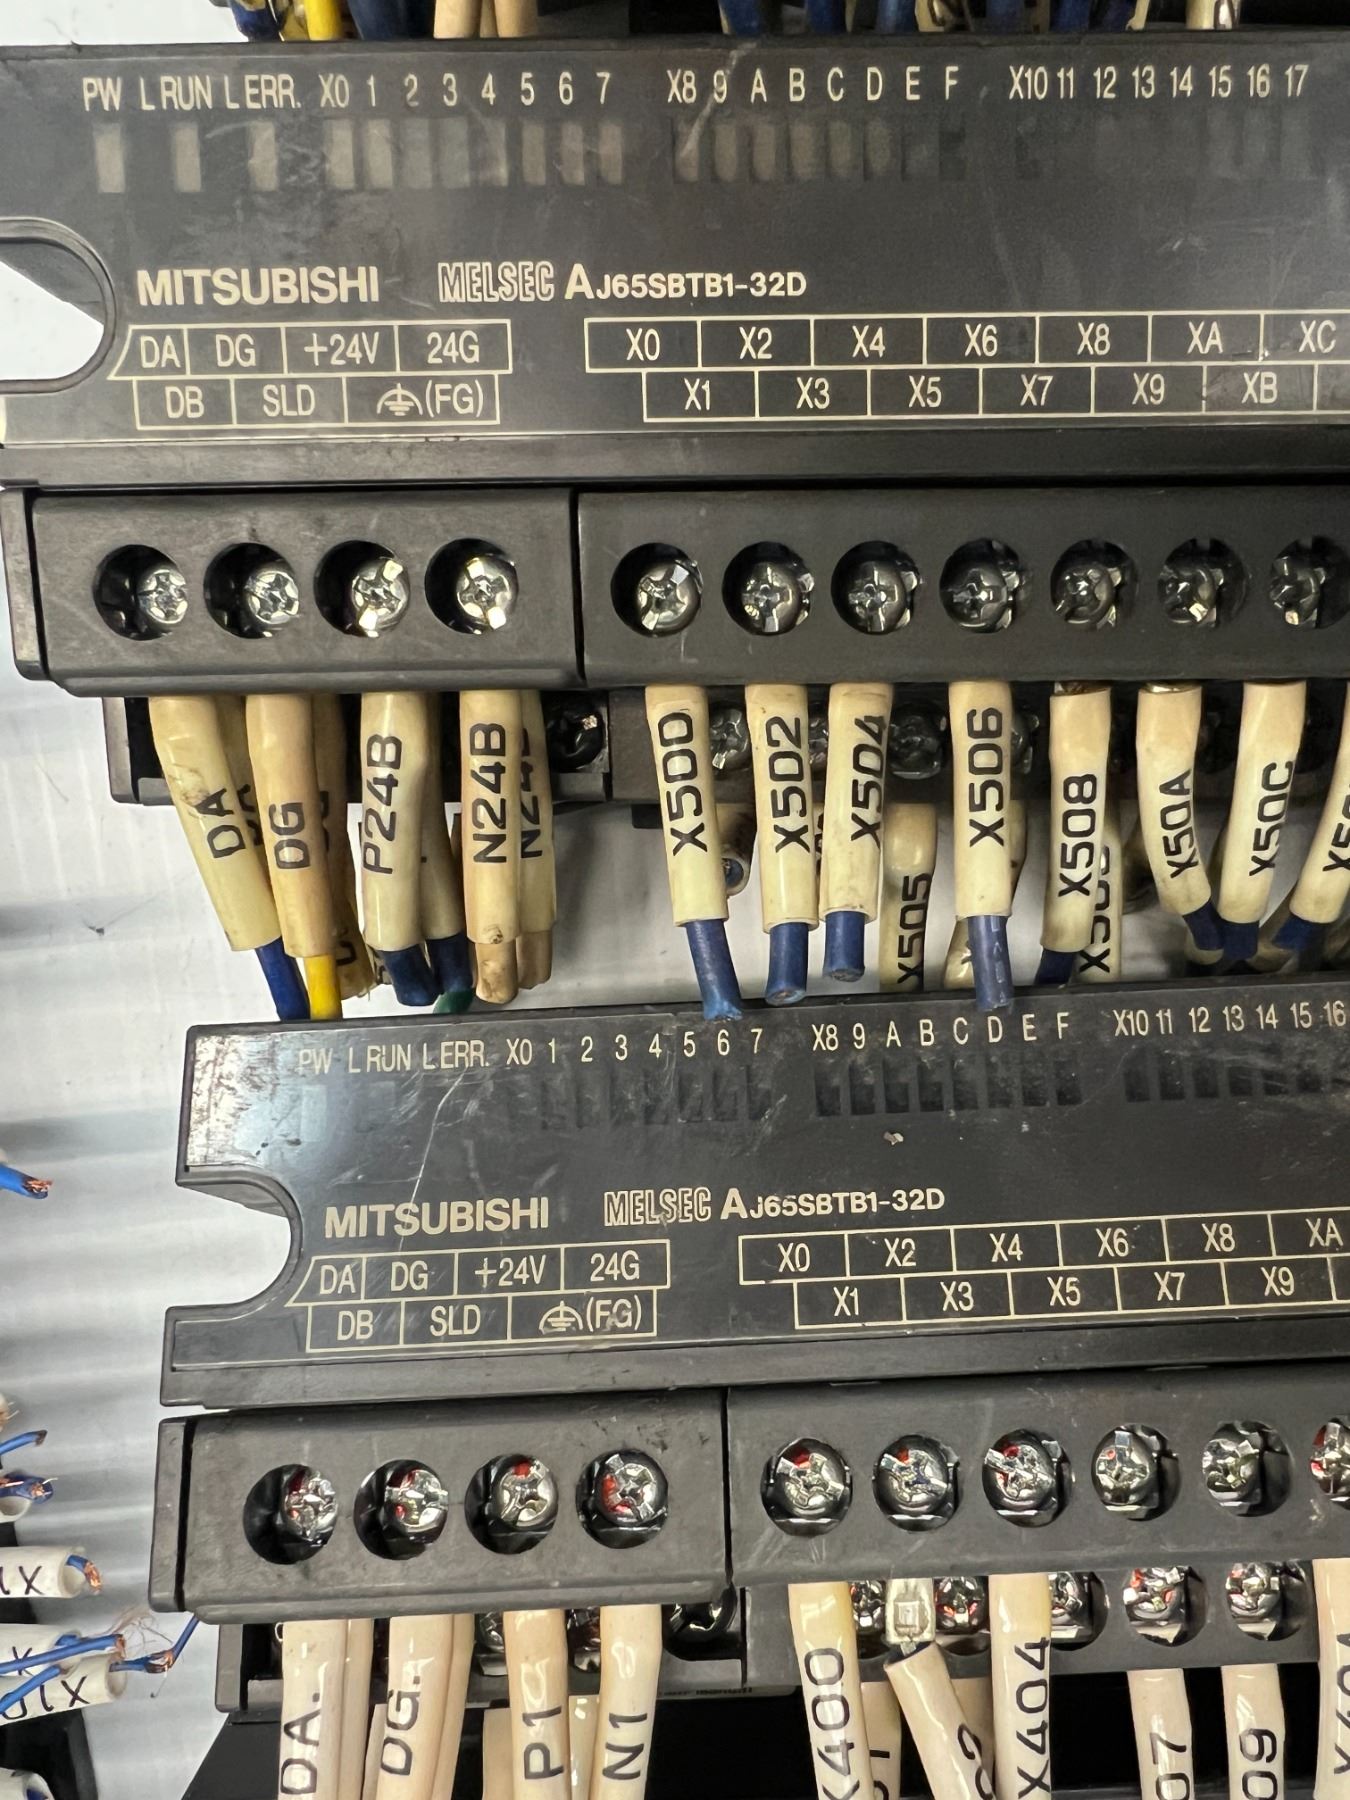 PW L RUN L ERR. X0 1 2 3 4 5 6 7 X8 9 A B C D E F X10 11 12 13 14 15 16 17
MITSUBISHI MELSEC AJ65SBTB1-32D
DA DG +24V 24G X0 X2 X4 X6 X8 XA XC
DB SLD (FG) X1 X3 X5 X7 X9 XB
DA DG P24B N24B X500 X502 X504 X506 X508 X50A X50C
X505
PW L RUN L ERR. X0 1 2 3 4 5 6 7 X8 9 A B C D E F X10 11 12 13 14 15 16
MITSUBISHI MELSEC AJ65SBTB1-32D
DA DG +24V 24G X0 X2 X4 X6 X8 XA
DB SLD (FG) X1 X3 X5 X7 X9
DA. DG. P1 N1 X400 X404 07 09